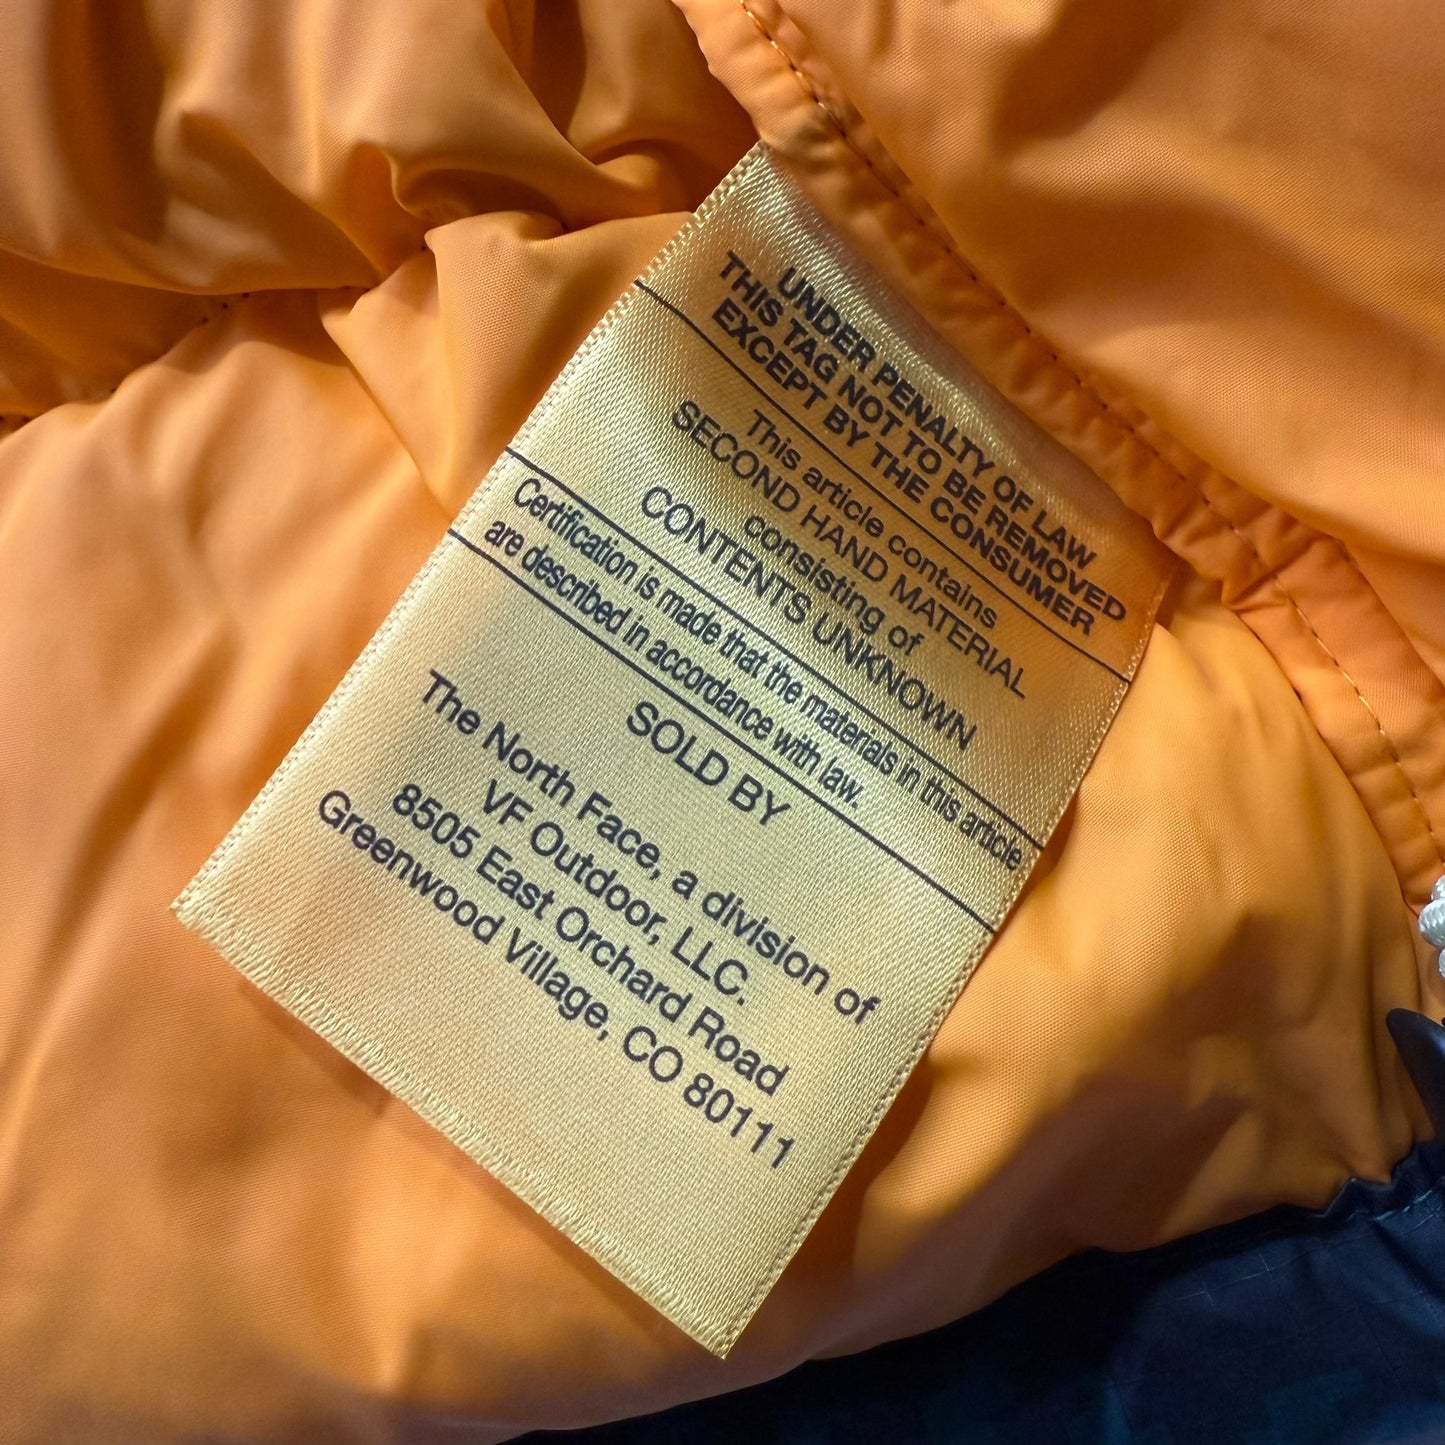 UNDER PENALTY OF LAW
THIS TAG NOT TO BE REMOVED
EXCEPT BY THE CONSUMER
This article contains
SECOND HAND MATERIAL
consisting of
CONTENTS UNKNOWN
Certification is made that the materials in this article
are described in accordance with law.
SOLD BY
The North Face, a division of
VF Outdoor, LLC.
8505 East Orchard Road
Greenwood Village, CO 80111